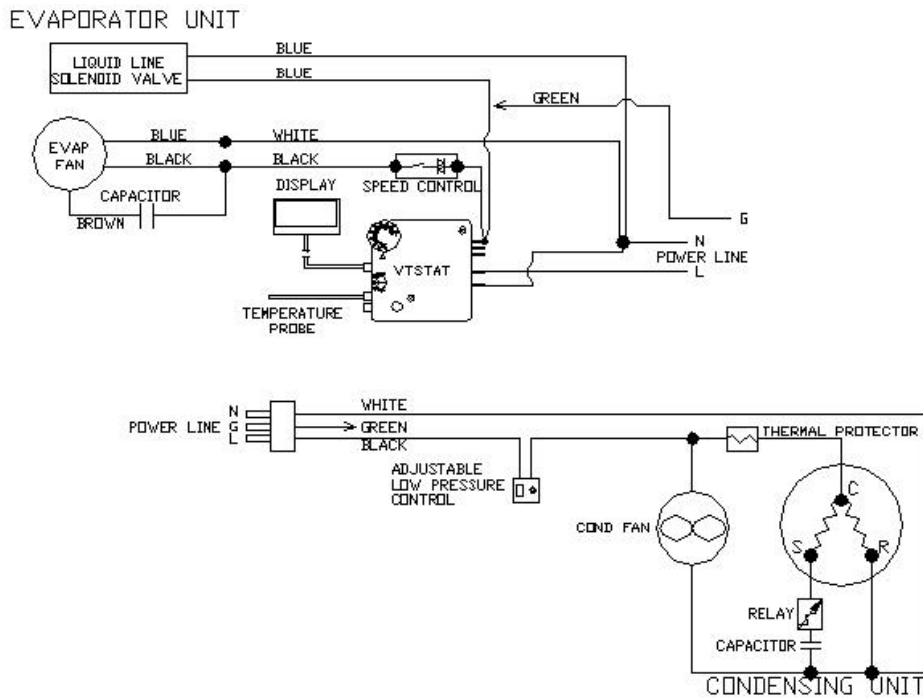 EVAPORATOR UNIT
BLUE
LIQUID LINE
SOLENOID VALVE
BLUE
GREEN
EVAP
FAN
BLUE
WHITE
BLACK
BLACK
SPEED CONTROL
CAPACITOR
BROWN
DISPLAY
G
N
POWER LINE
L
VTSTAT
TEMPERATURE
PROBE
WHITE
N
POWER LINE G
L
GREEN
BLACK
THERMAL PROTECTOR
ADJUSTABLE
LOW PRESSURE
CONTROL
C
COND FAN
S
R
RELAY
CAPACITOR
CONDENSING UNIT